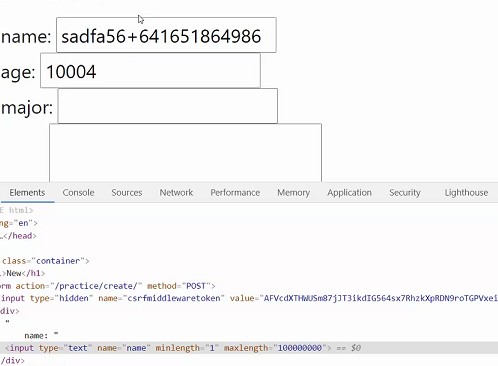 name: sadfa56+641651864986
age: 10004
major:
Elements Console Sources Network Performance Memory Application Security Lighthouse
E html>
ng="en">
…</head>
class="container">
>New</h1>
orm action="/practice/create/" method="POST">
input type="hidden" name="csrfmiddlewaretoken" value="AFVcdXTHWUSm87jJT3ikdIG564sx7RhzkXpRDN9roTGPVxei
div>
"
name: "
<input type="text" name="name" minlength="1" maxlength="100000000"> == $0
/div>